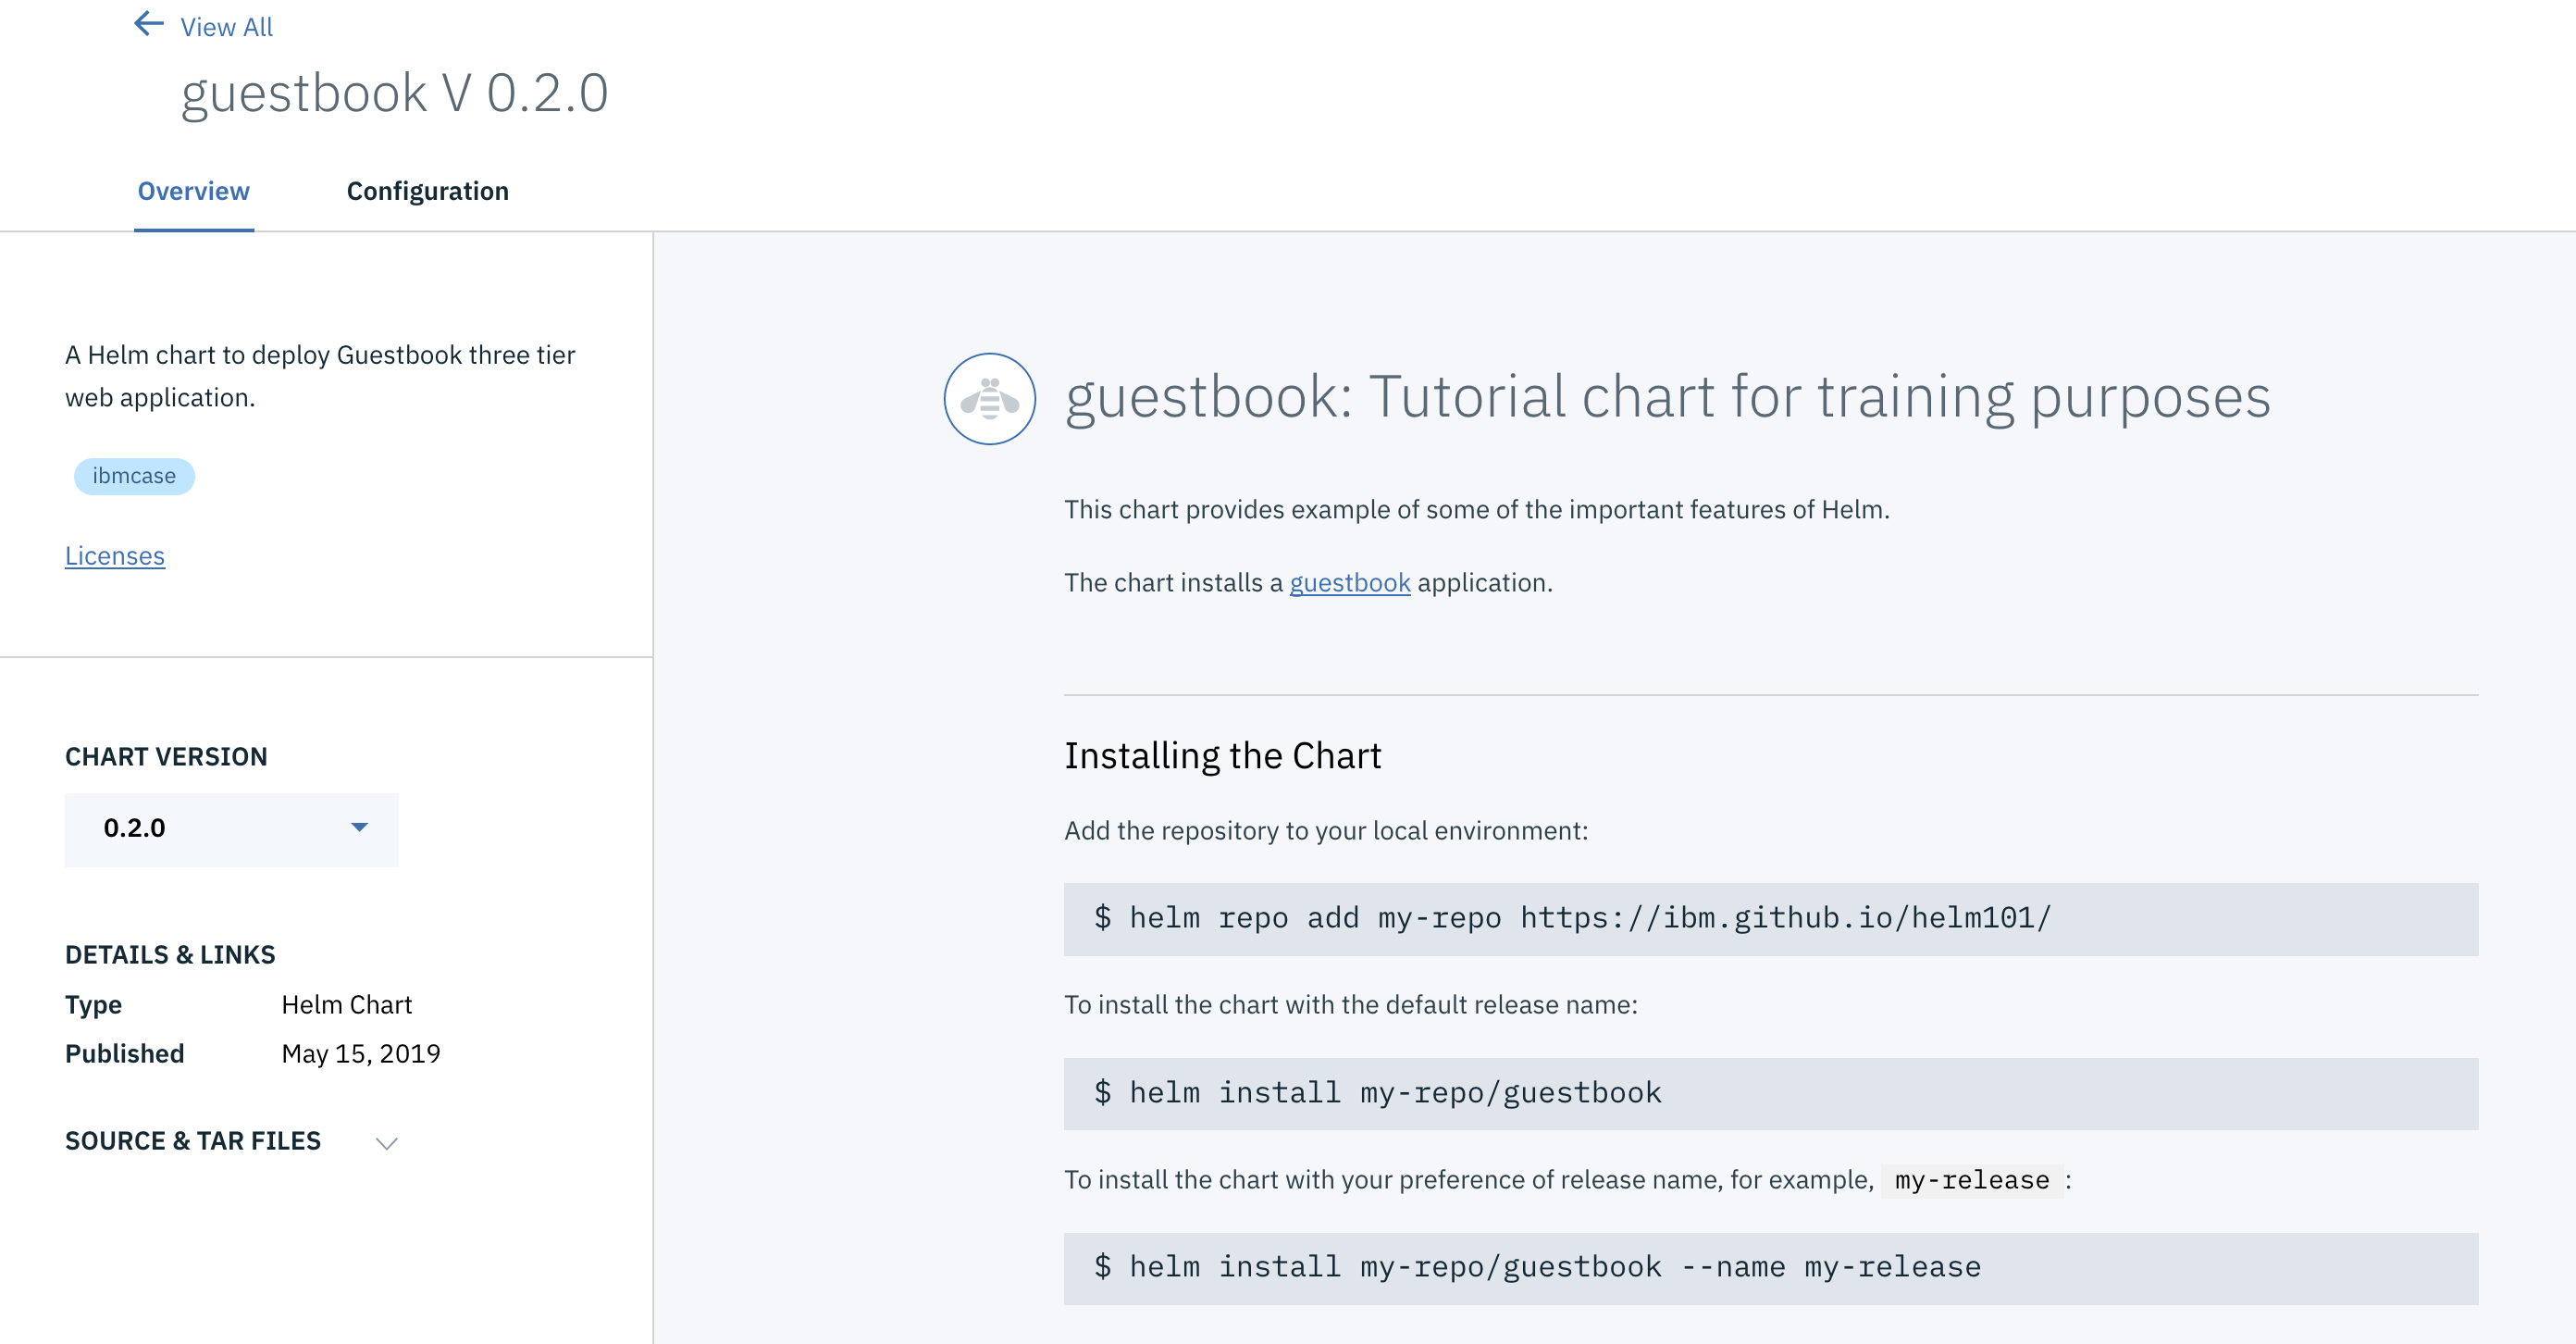 View All
guestbook V 0.2.0
Overview
Configuration
A Helm chart to deploy Guestbook three tier
web application.
ibmcase
Licenses
CHART VERSION
0.2.0
DETAILS & LINKS
Type Helm Chart
Published May 15, 2019
SOURCE & TAR FILES
guestbook: Tutorial chart for training purposes
This chart provides example of some of the important features of Helm.
The chart installs a guestbook application.
Installing the Chart
Add the repository to your local environment:
$ helm repo add my-repo https://ibm.github.io/helm101/
To install the chart with the default release name:
$ helm install my-repo/guestbook
To install the chart with your preference of release name, for example, my-release :
$ helm install my-repo/guestbook --name my-release